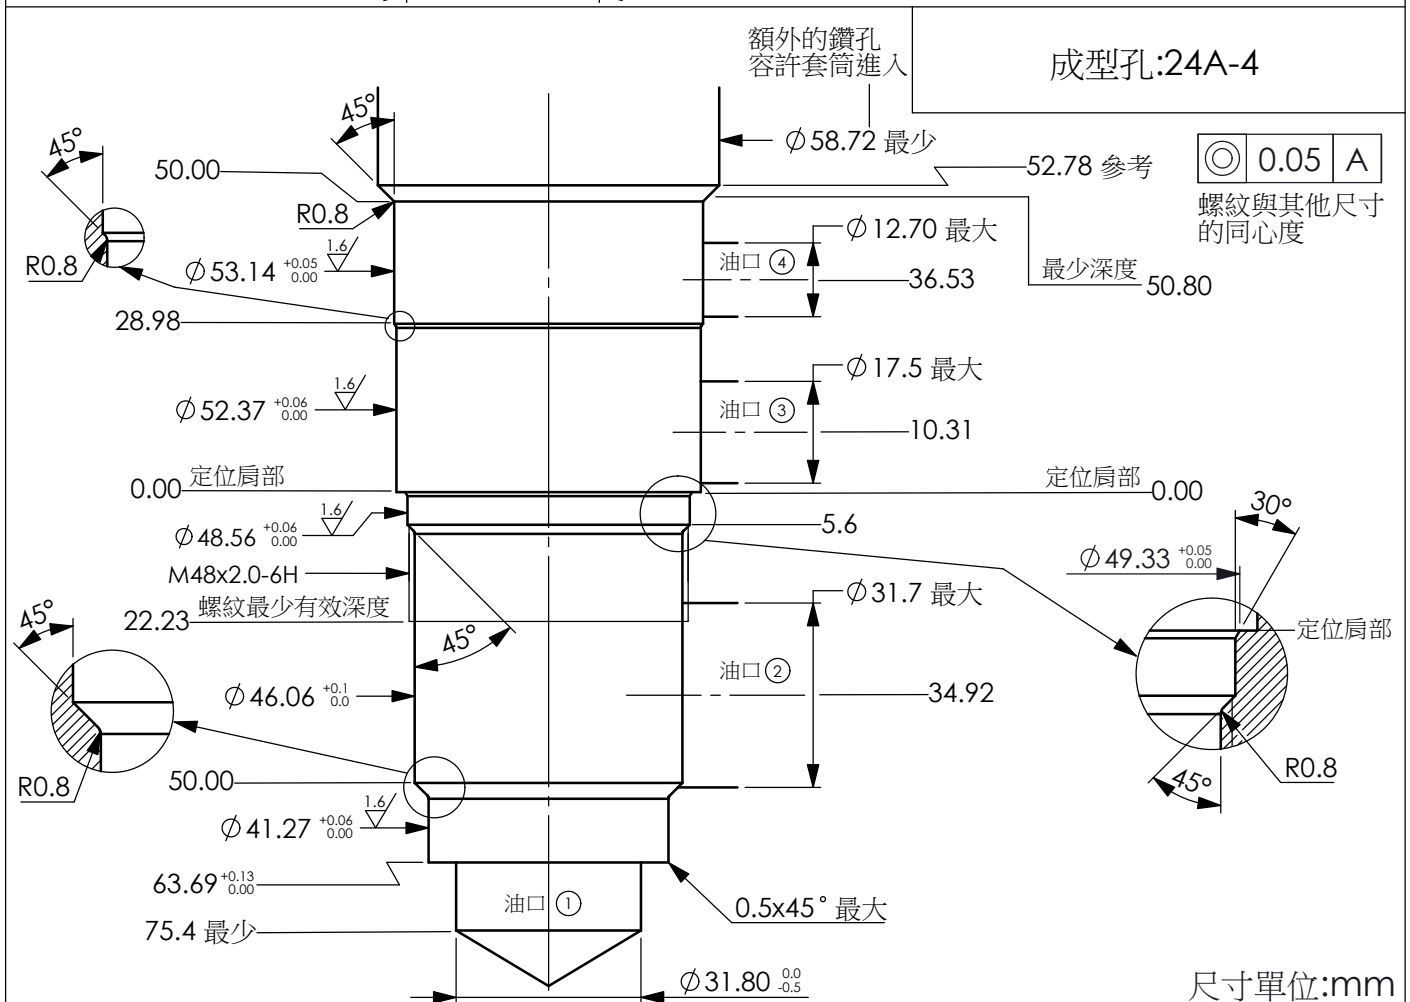 額外的鑽孔
容許套筒進入
成型孔:24A-4
45°
45°
Ø58.72 最少
50.00
52.78 參考
◎ 0.05 A
R0.8
螺紋與其他尺寸
的同心度
Ø12.70 最大
1.6
油口 ④
R0.8
Ø53.14 +0.05 0.00
36.53
最少深度 50.80
28.98
Ø17.5 最大
1.6
Ø52.37 +0.06 0.00
油口 ③
10.31
0.00 定位肩部
定位肩部 0.00
1.6
5.6
30°
Ø48.56 +0.06 0.00
Ø49.33 +0.05 0.00
M48x2.0-6H
Ø31.7 最大
22.23 螺紋最少有效深度
45°
45°
定位肩部
油口 ②
Ø46.06 +0.1 0.0
34.92
R0.8
50.00
R0.8
45°
1.6
Ø41.27 +0.06 0.00
63.69 +0.13 0.00
油口 ①
0.5x45° 最大
75.4 最少
Ø31.80 0.0 -0.5
尺寸單位:mm